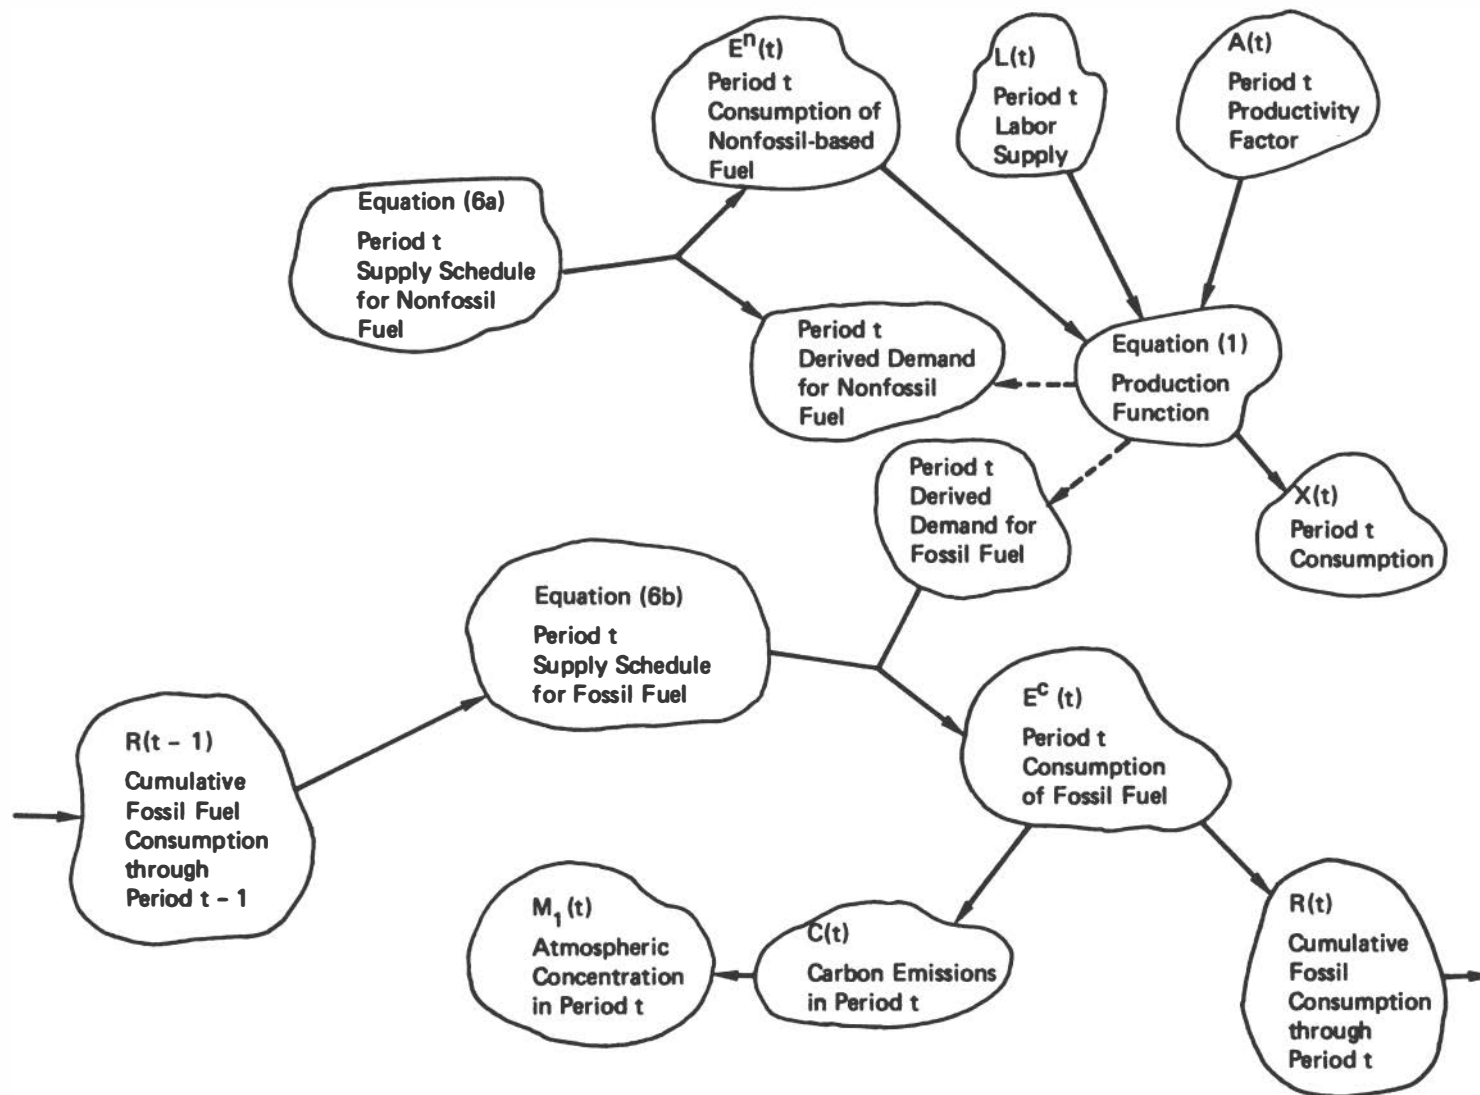 Eⁿ(t)
Period t
Consumption of
Nonfossil-based
Fuel
L(t)
Period t
Labor
Supply
A(t)
Period t
Productivity
Factor
Equation (6a)
Period t
Supply Schedule
for Nonfossil
Fuel
Period t
Derived Demand
for Nonfossil
Fuel
Equation (1)
Production
Function
Period t
Derived
Demand for
Fossil Fuel
X(t)
Period t
Consumption
Equation (6b)
Period t
Supply Schedule
for Fossil Fuel
R(t – 1)
Cumulative
Fossil Fuel
Consumption
through
Period t – 1
Eᶜ (t)
Period t
Consumption
of Fossil Fuel
M₁ (t)
Atmospheric
Concentration
in Period t
C(t)
Carbon Emissions
in Period t
R(t)
Cumulative
Fossil
Consumption
through
Period t